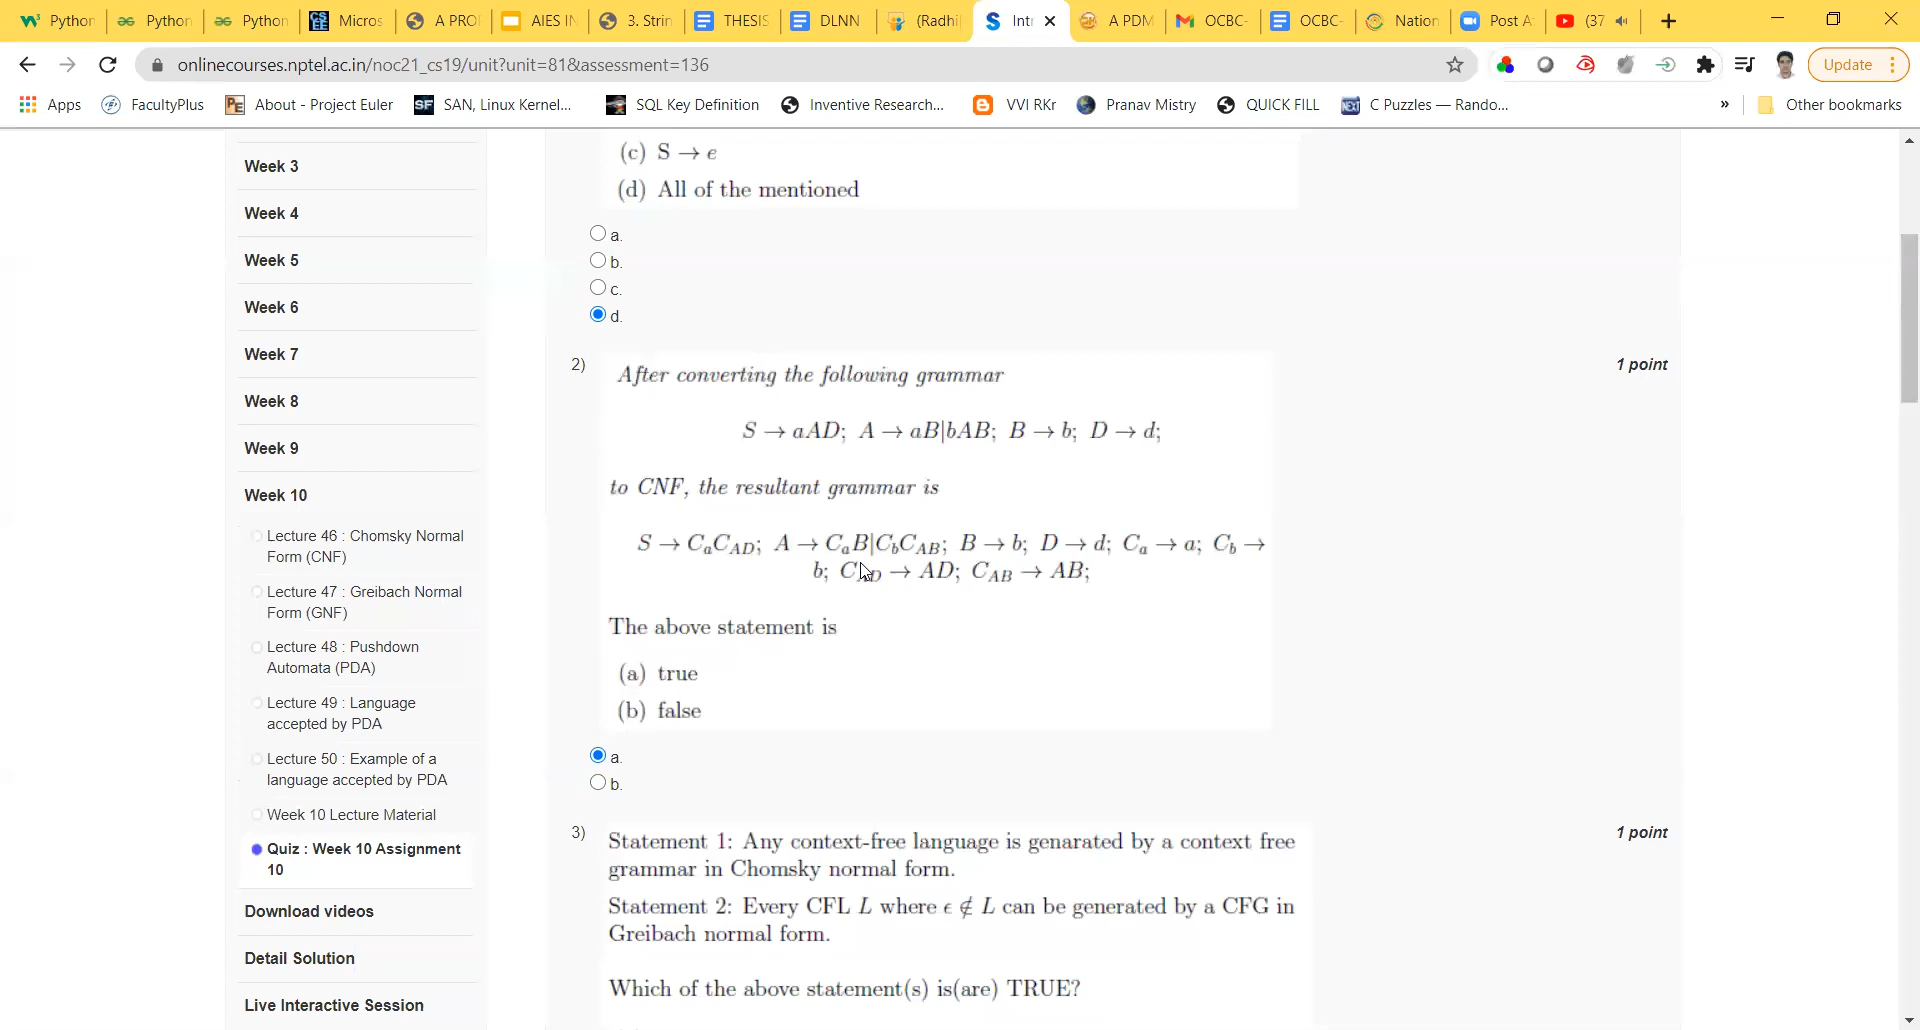 Python
Python
Python
Micros
A PRO
AIES IN
3. Strin
THESIS
DLNN
(Radhi
Int
A PDM
OCBC-
OCBC-
Nation
Post A
(37
onlinecourses.nptel.ac.in/noc21_cs19/unit?unit=81&assessment=136
Update
Apps
FacultyPlus
About - Project Euler
SAN, Linux Kernel...
SQL Key Definition
Inventive Research...
VVI RKr
Pranav Mistry
QUICK FILL
C Puzzles — Rando...
»
Other bookmarks
Week 3
Week 4
Week 5
Week 6
Week 7
Week 8
Week 9
Week 10
Lecture 46 : Chomsky Normal
Form (CNF)
Lecture 47 : Greibach Normal
Form (GNF)
Lecture 48 : Pushdown
Automata (PDA)
Lecture 49 : Language
accepted by PDA
Lecture 50 : Example of a
language accepted by PDA
Week 10 Lecture Material
Quiz : Week 10 Assignment
10
Download videos
Detail Solution
Live Interactive Session
(c) S → e
(d) All of the mentioned
a.
b.
c.
d.
2)
1 point
After converting the following grammar
S → aAD; A → aB|bAB; B → b; D → d;
to CNF, the resultant grammar is
S → CₐC_AD; A → CₐB|C_bC_AB; B → b; D → d; Cₐ → a; C_b →
b; C_AD → AD; C_AB → AB;
The above statement is
(a) true
(b) false
a.
b.
3)
1 point
Statement 1: Any context-free language is genarated by a context free
grammar in Chomsky normal form.
Statement 2: Every CFL L where ϵ ∉ L can be generated by a CFG in
Greibach normal form.
Which of the above statement(s) is(are) TRUE?